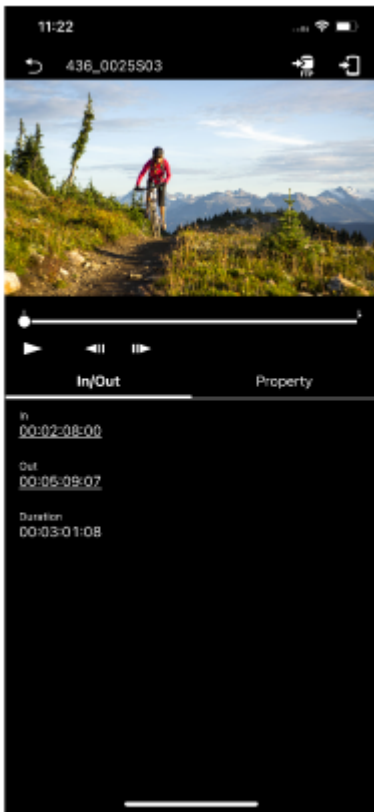 11:22
436_0025S03
FTP
In/Out Property
In
00:02:08:00
Out
00:05:09:07
Duration
00:03:01:08